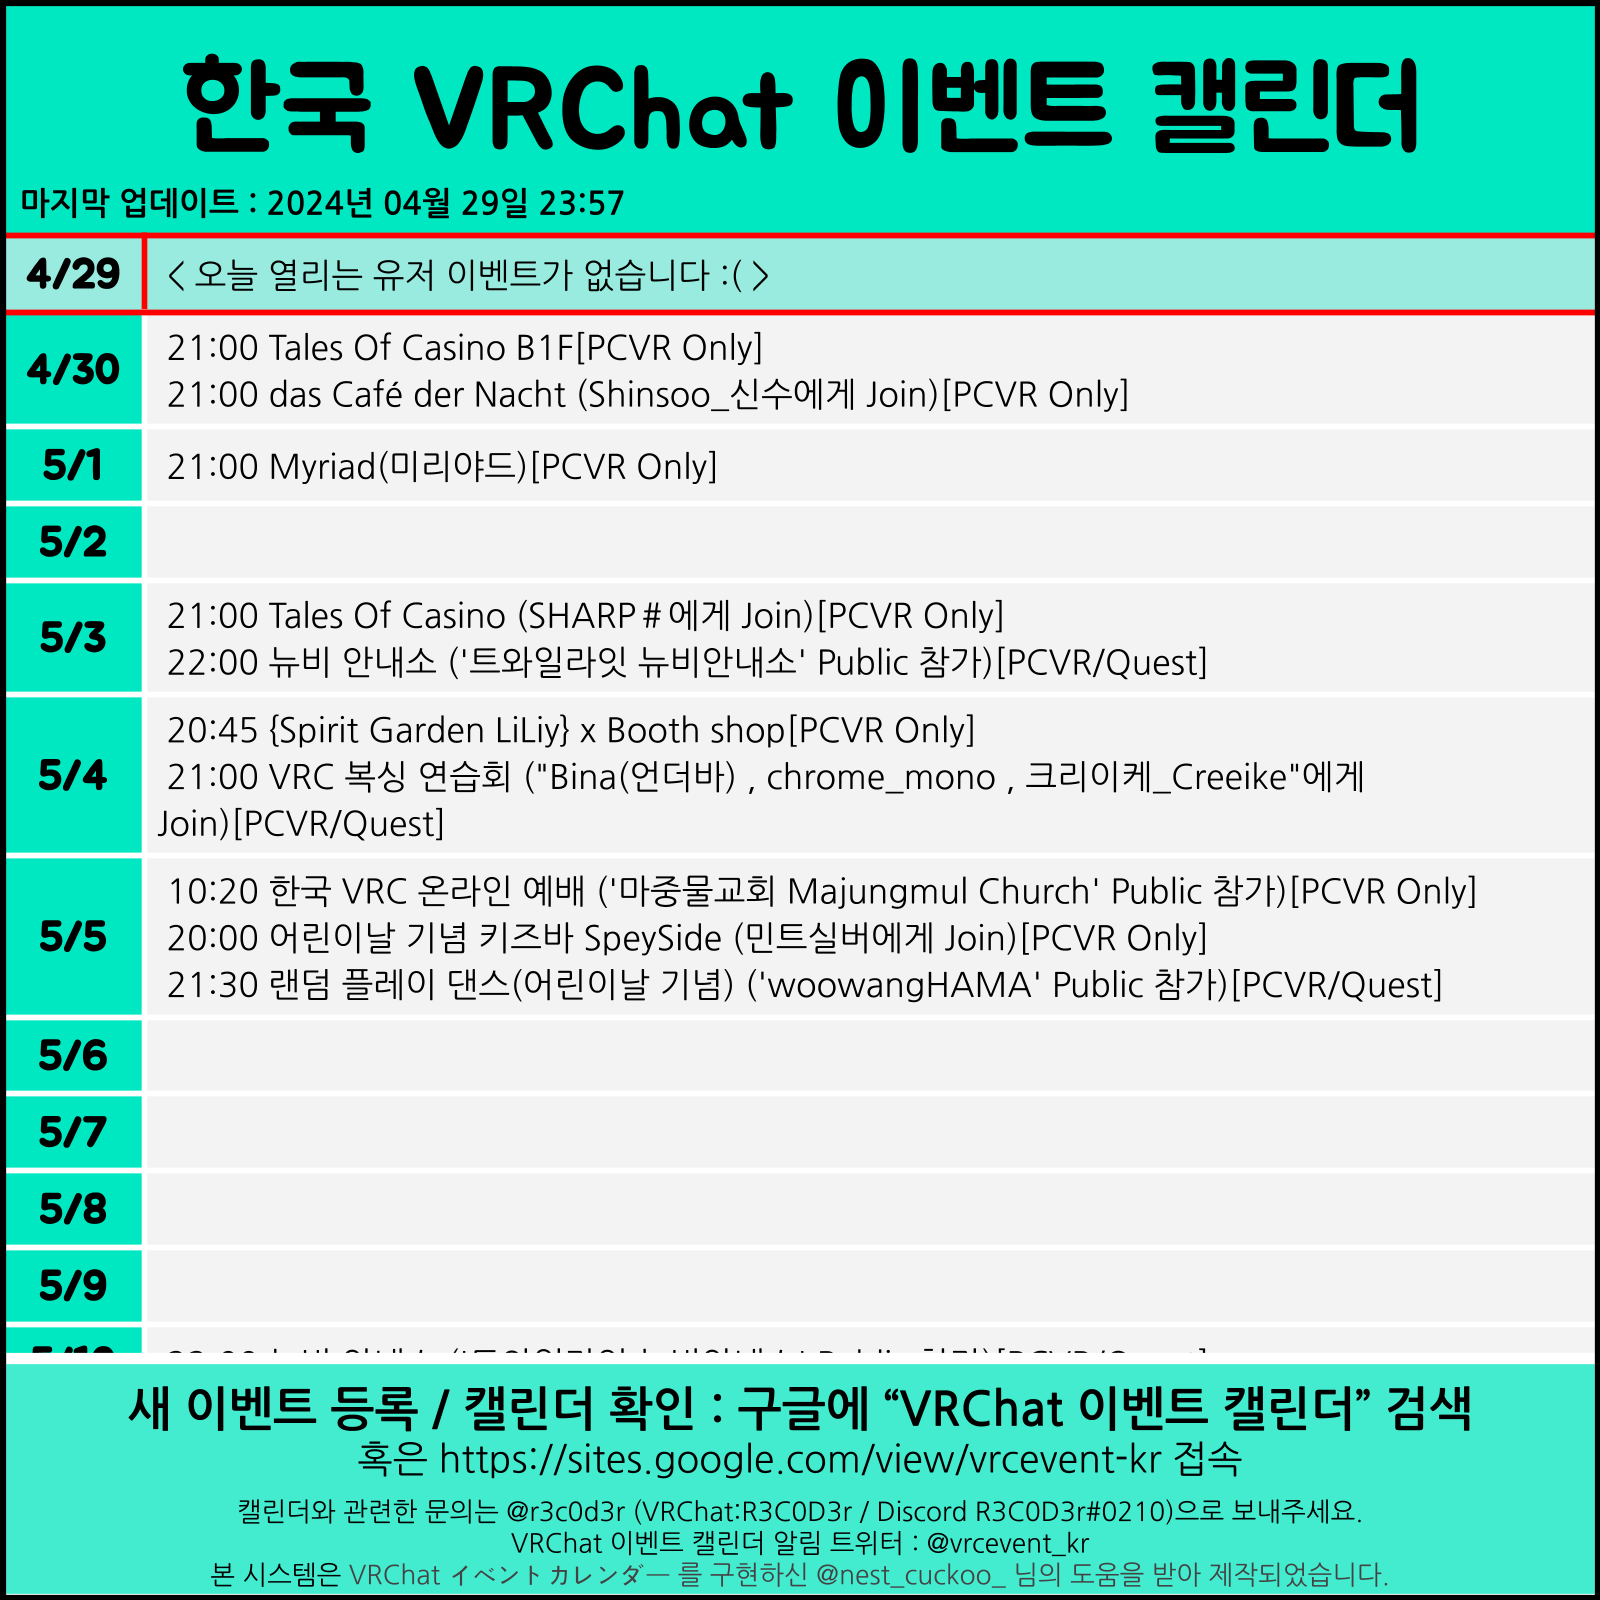 한국 VRChat 이벤트 캘린더
마지막 업데이트 : 2024년 04월 29일 23:57
4/29 < 오늘 열리는 유저 이벤트가 없습니다 :( >
4/30
21:00 Tales Of Casino B1F[PCVR Only]
21:00 das Café der Nacht (Shinsoo_신수에게 Join)[PCVR Only]
5/1
21:00 Myriad(미리야드)[PCVR Only]
5/2
5/3
21:00 Tales Of Casino (SHARP#에게 Join)[PCVR Only]
22:00 뉴비 안내소 ('트와일라잇 뉴비안내소' Public 참가)[PCVR/Quest]
5/4
20:45 {Spirit Garden LiLiy} x Booth shop[PCVR Only]
21:00 VRC 복싱 연습회 ("Bina(언더바) , chrome_mono , 크리이케_Creeike"에게
Join)[PCVR/Quest]
5/5
10:20 한국 VRC 온라인 예배 ('마중물교회 Majungmul Church' Public 참가)[PCVR Only]
20:00 어린이날 기념 키즈바 SpeySide (민트실버에게 Join)[PCVR Only]
21:30 랜덤 플레이 댄스(어린이날 기념) ('woowangHAMA' Public 참가)[PCVR/Quest]
5/6
5/7
5/8
5/9
새 이벤트 등록 / 캘린더 확인 : 구글에 “VRChat 이벤트 캘린더” 검색
혹은 https://sites.google.com/view/vrcevent-kr 접속
캘린더와 관련한 문의는 @r3c0d3r (VRChat:R3C0D3r / Discord R3C0D3r#0210)으로 보내주세요.
VRChat 이벤트 캘린더 알림 트위터 : @vrcevent_kr
본 시스템은 VRChat イベントカレンダー 를 구현하신 @nest_cuckoo_ 님의 도움을 받아 제작되었습니다.